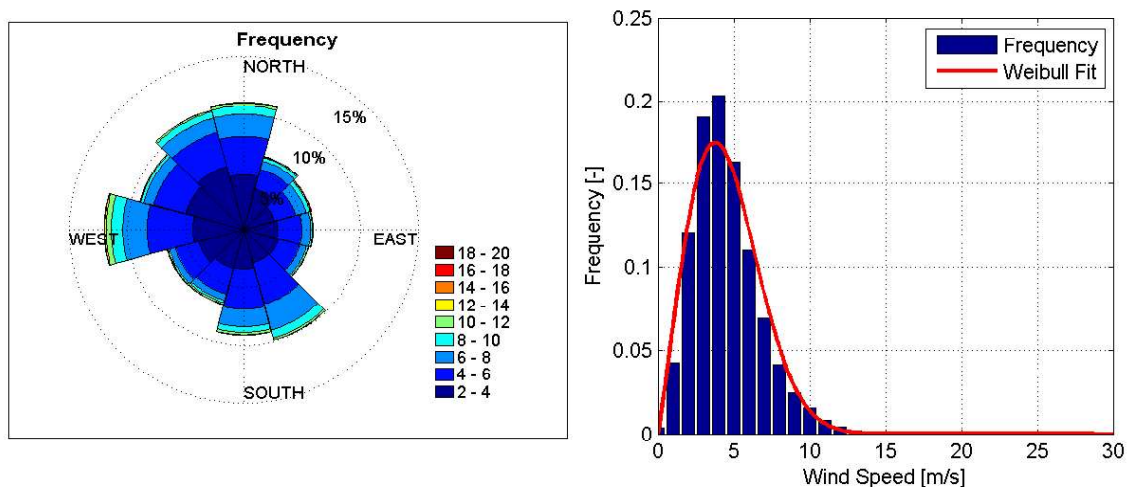 Frequency
NORTH
15%
10%
5%
WEST
EAST
SOUTH
18 - 20
16 - 18
14 - 16
12 - 14
10 - 12
8 - 10
6 - 8
4 - 6
2 - 4
0.25
0.2
0.15
0.1
0.05
0
Frequency [-]
Frequency
Weibull Fit
0 5 10 15 20 25 30
Wind Speed [m/s]